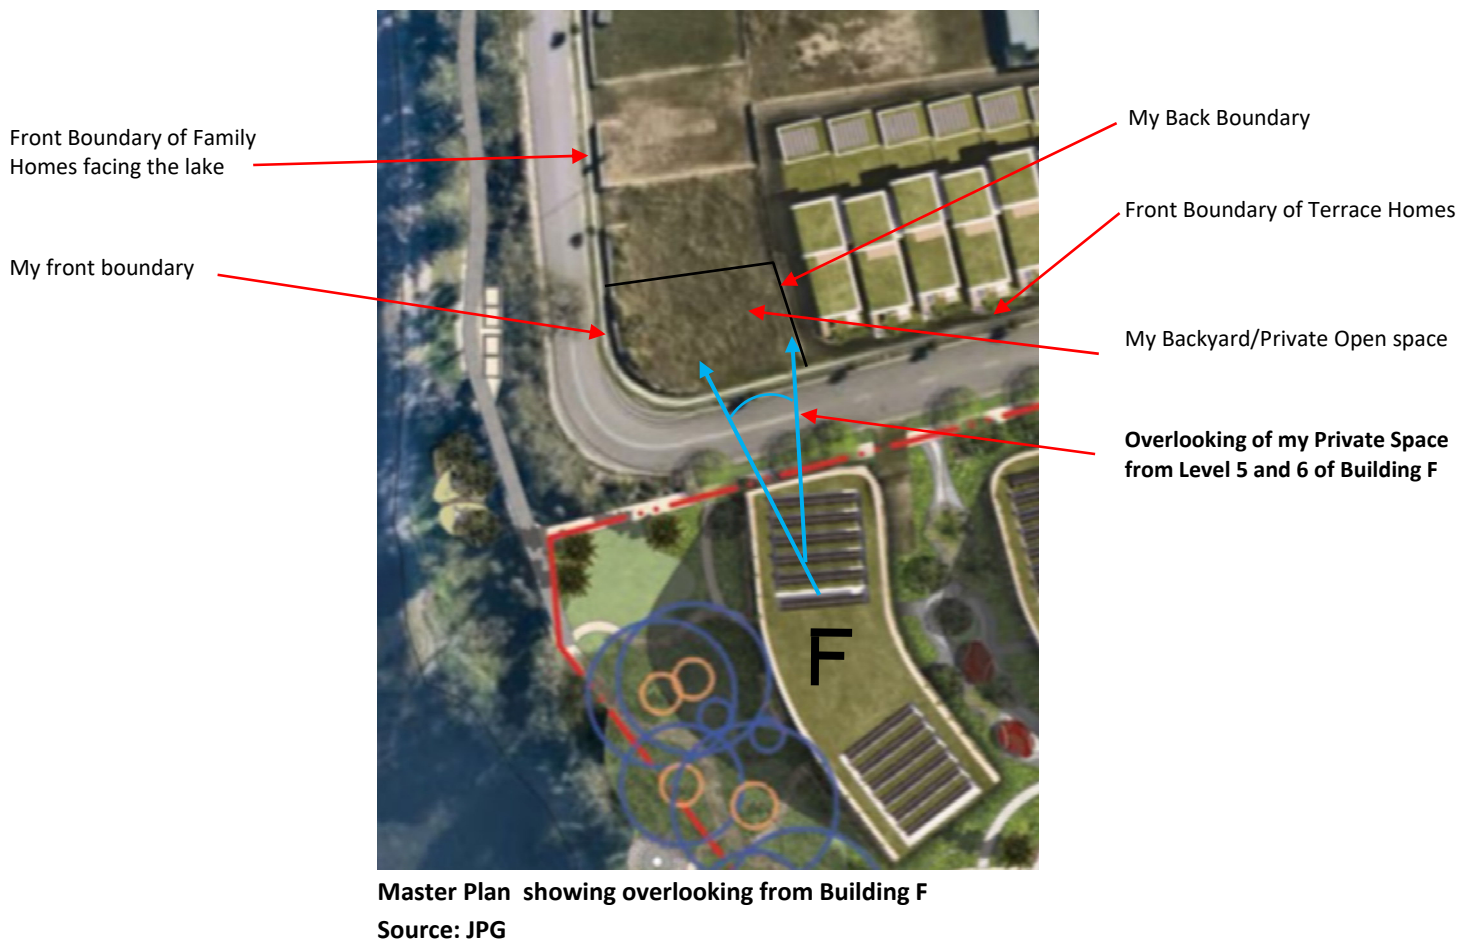 Front Boundary of Family
Homes facing the lake
My front boundary
My Back Boundary
Front Boundary of Terrace Homes
My Backyard/Private Open space
Overlooking of my Private Space
from Level 5 and 6 of Building F
F
Master Plan showing overlooking from Building F
Source: JPG